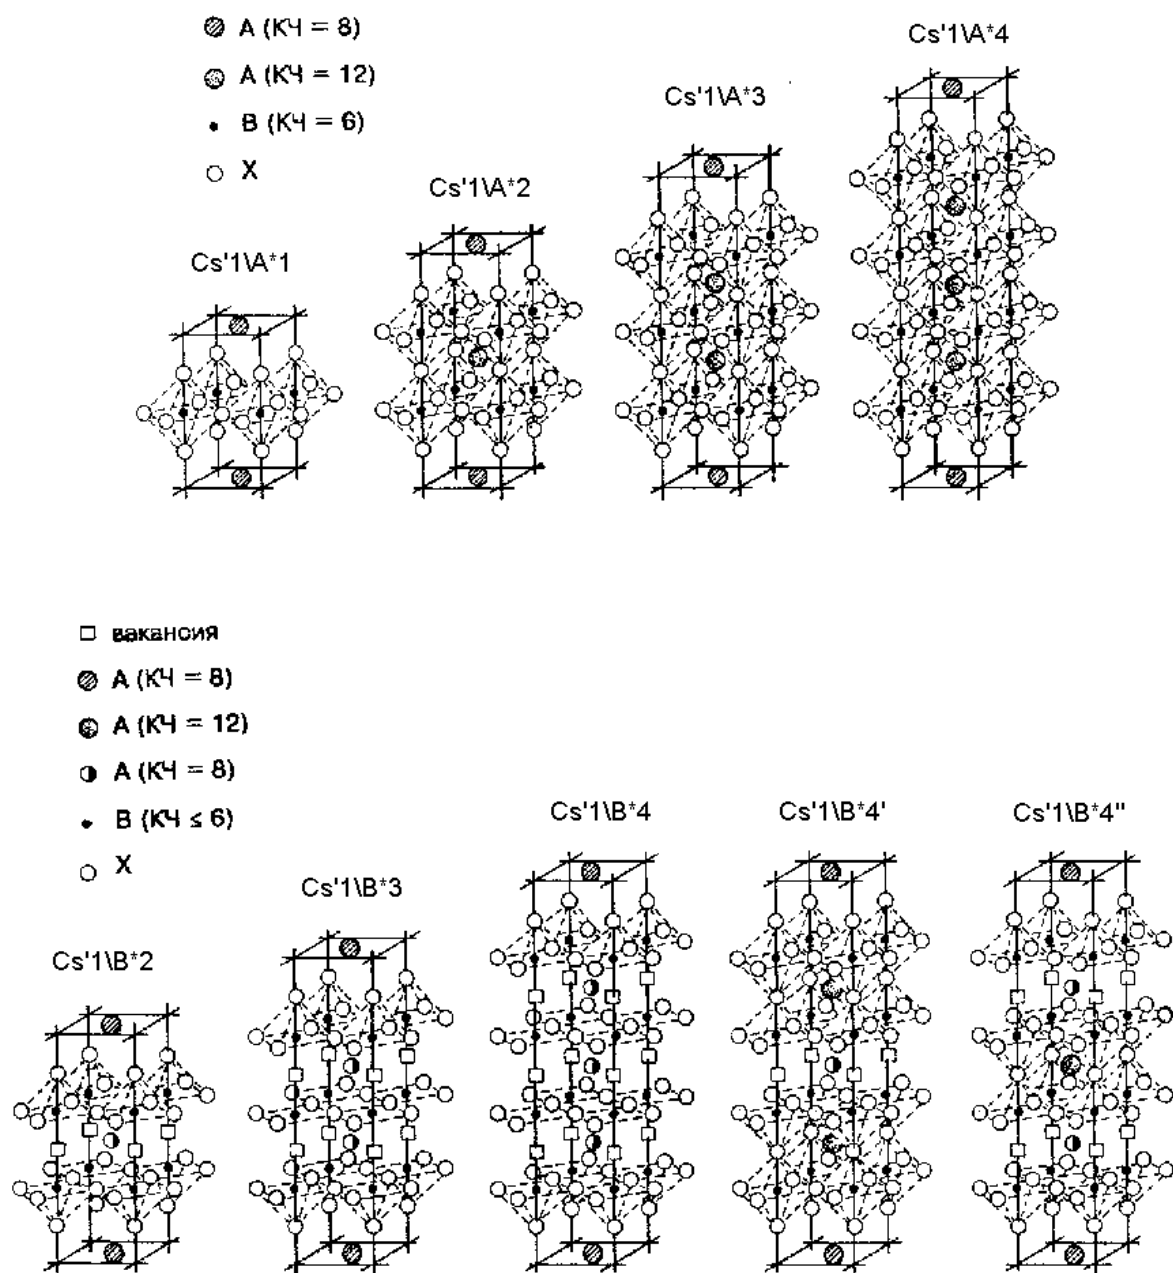 A (КЧ = 8)
A (КЧ = 12)
B (КЧ = 6)
X
Cs'1\A*1
Cs'1\A*2
Cs'1\A*3
Cs'1\A*4
вакансия
A (КЧ = 8)
A (КЧ = 12)
A (КЧ = 8)
B (КЧ ≤ 6)
X
Cs'1\B*2
Cs'1\B*3
Cs'1\B*4
Cs'1\B*4'
Cs'1\B*4''